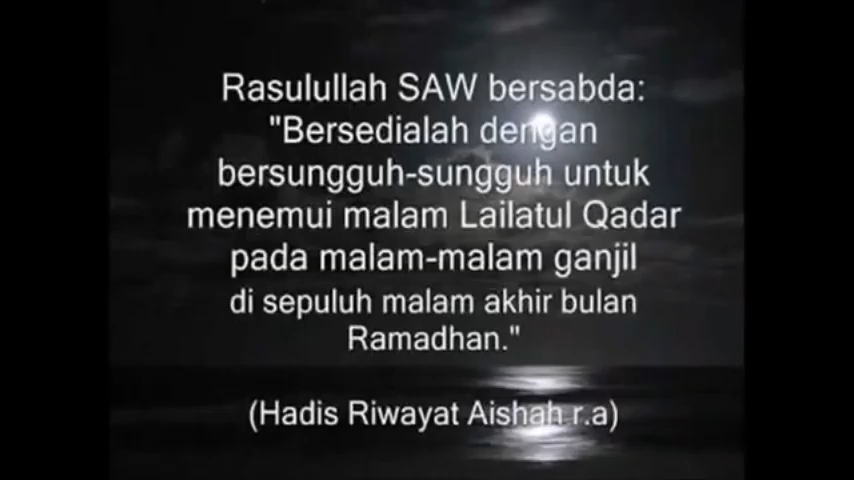 Rasulullah SAW bersabda:
"Bersedialah dengan
bersungguh-sungguh untuk
menemui malam Lailatul Qadar
pada malam-malam ganjil
di sepuluh malam akhir bulan
Ramadhan."
(Hadis Riwayat Aishah r.a)